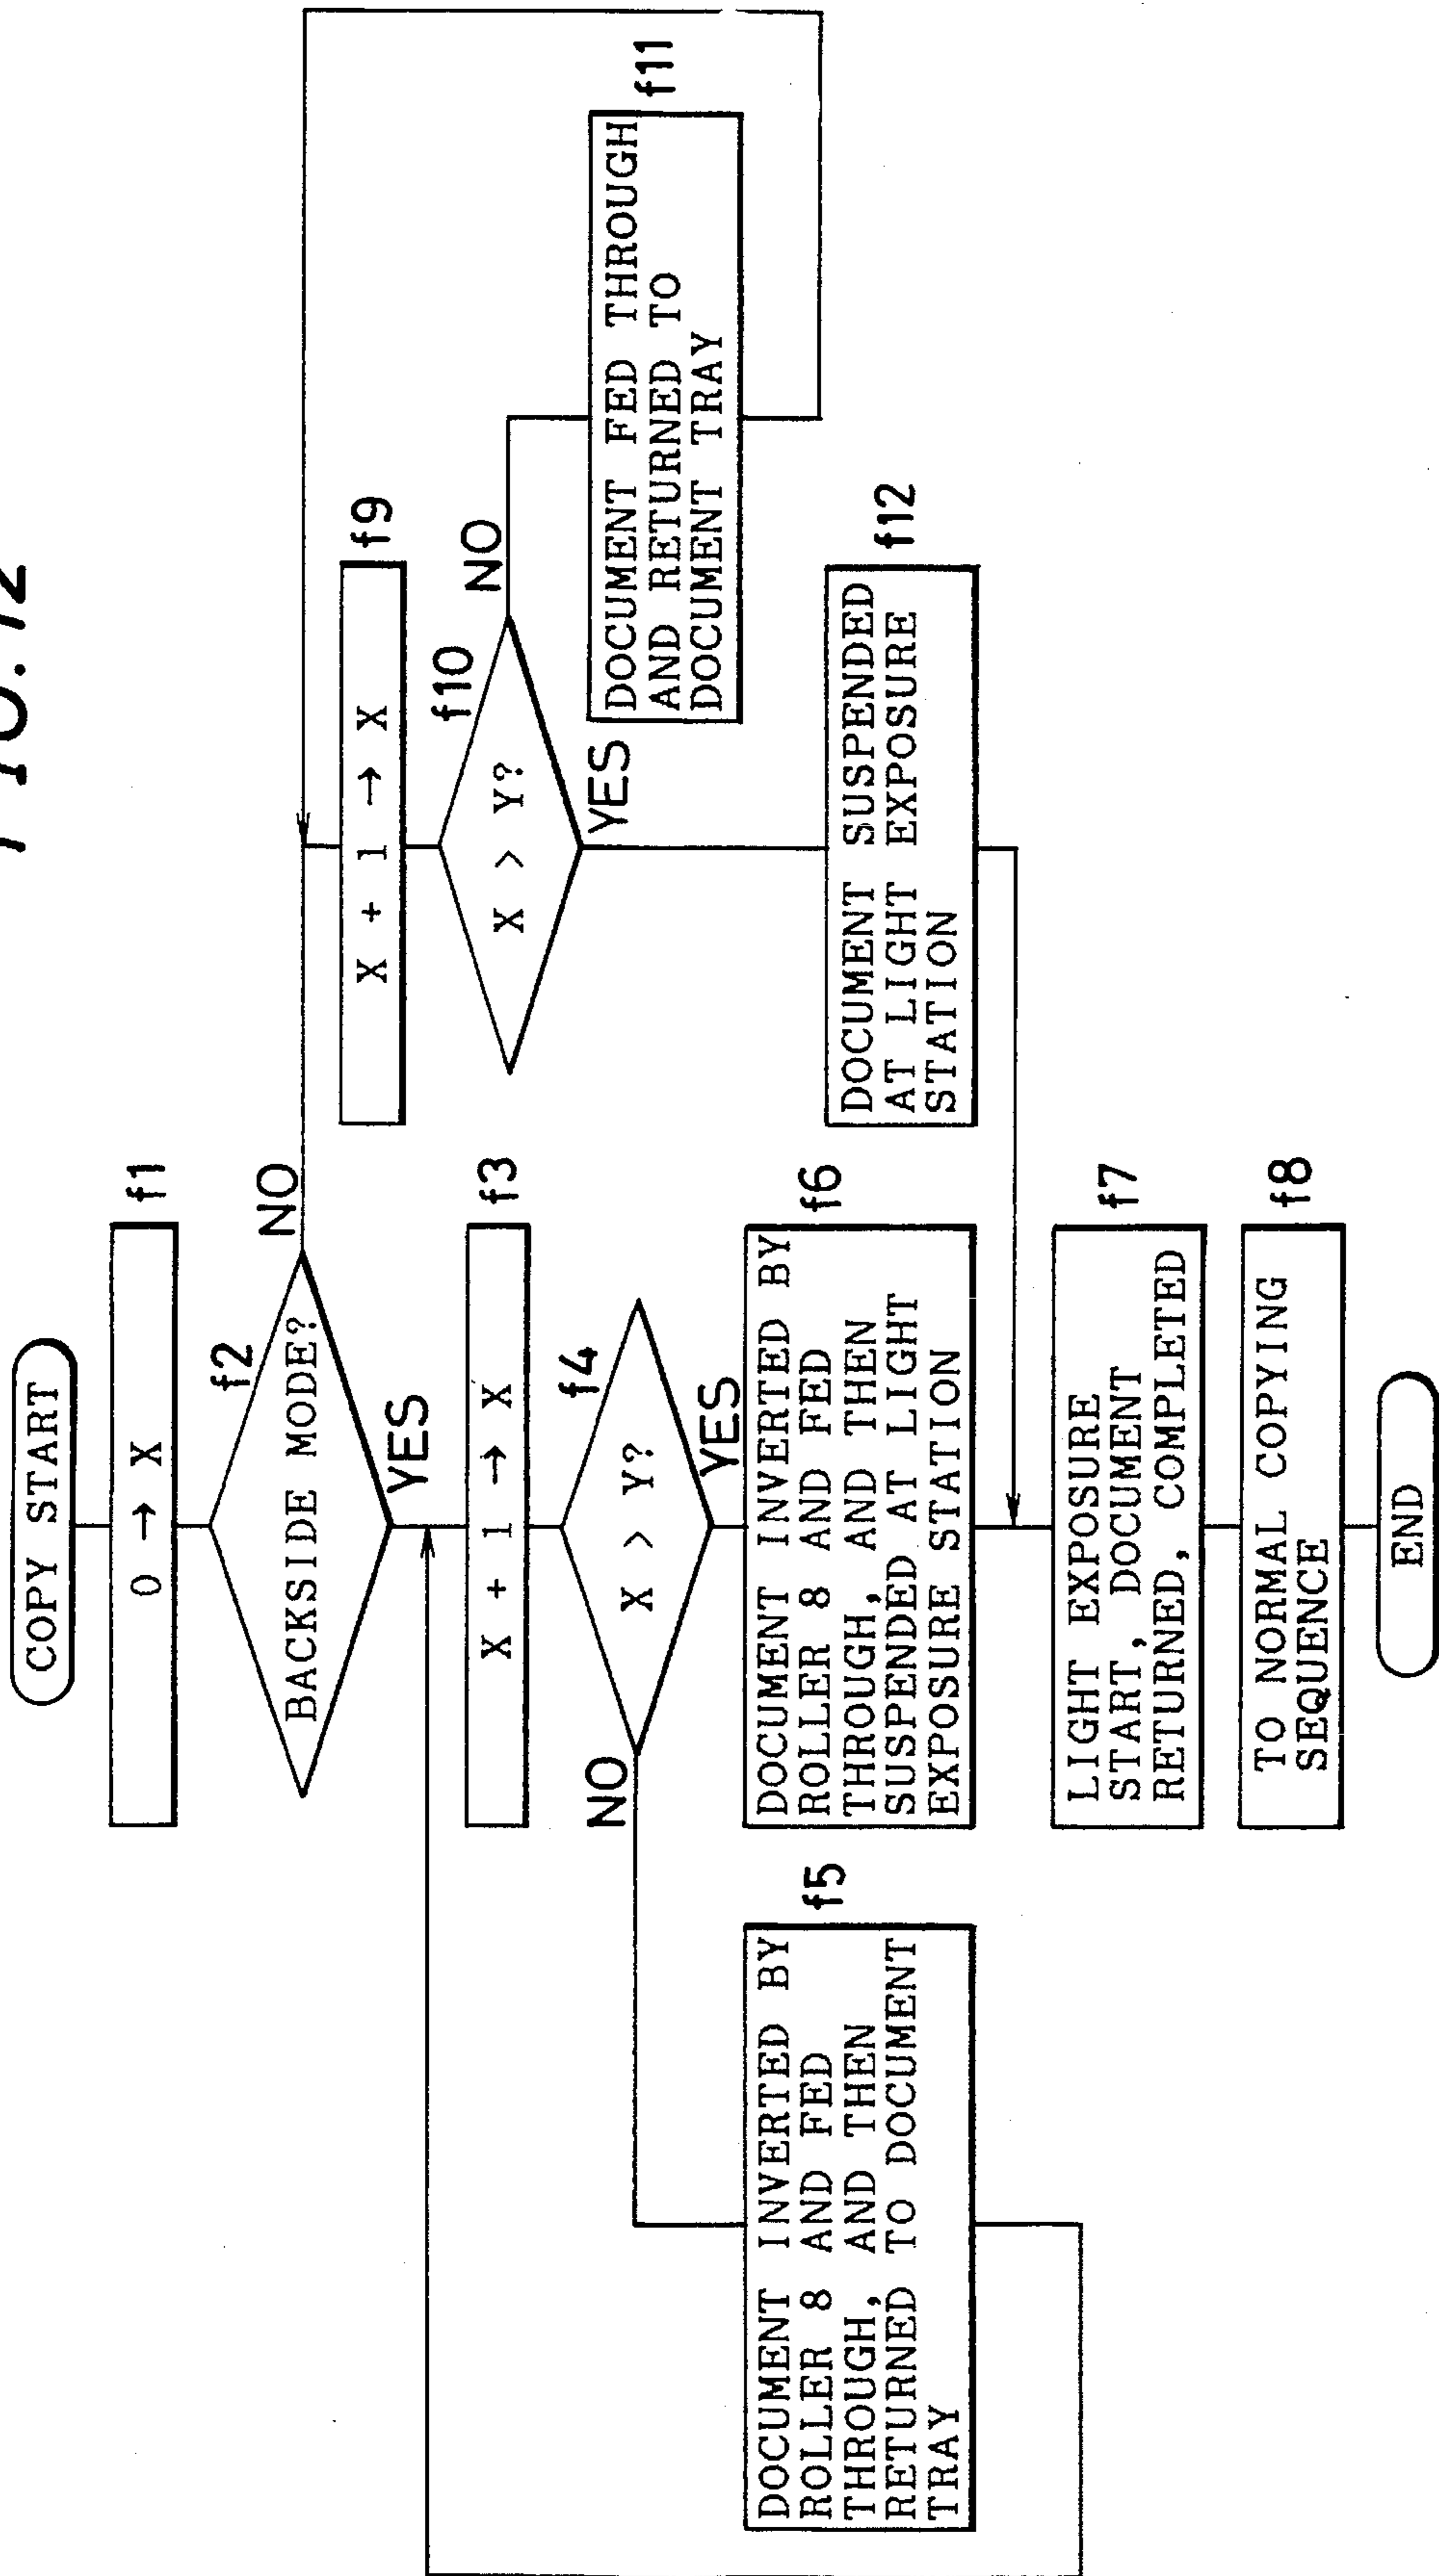 FIG. 12
COPY START
0 → X
f1
f2
BACKSIDE MODE?
NO
YES
X + 1 → X
f3
f4
X > Y?
NO
YES
DOCUMENT INVERTED BY
ROLLER 8 AND FED
THROUGH, AND THEN
RETURNED TO DOCUMENT
TRAY
f5
DOCUMENT INVERTED BY
ROLLER 8 AND FED
THROUGH, AND THEN
SUSPENDED AT LIGHT
EXPOSURE STATION
f6
LIGHT EXPOSURE
START, DOCUMENT
RETURNED, COMPLETED
f7
TO NORMAL COPYING
SEQUENCE
f8
END
X + 1 → X
f9
f10
X > Y?
NO
YES
DOCUMENT FED THROUGH
AND RETURNED TO
DOCUMENT TRAY
f11
DOCUMENT SUSPENDED
AT LIGHT EXPOSURE
STATION
f12